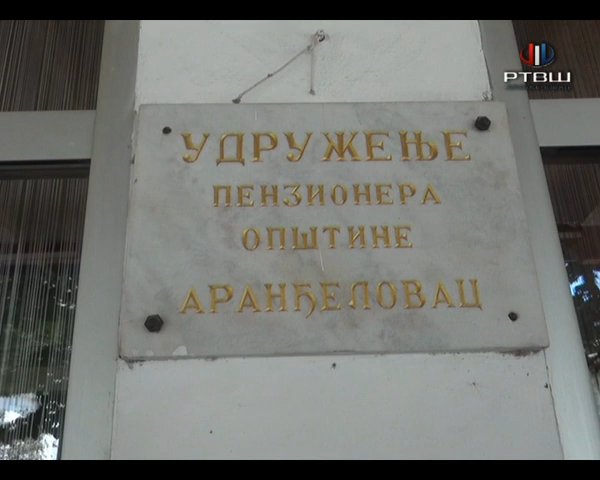 РТВШ
УДРУЖЕЊЕ
ПЕНЗИОНЕРА
ОПШТИНЕ
АРАНЂЕЛОВАЦ